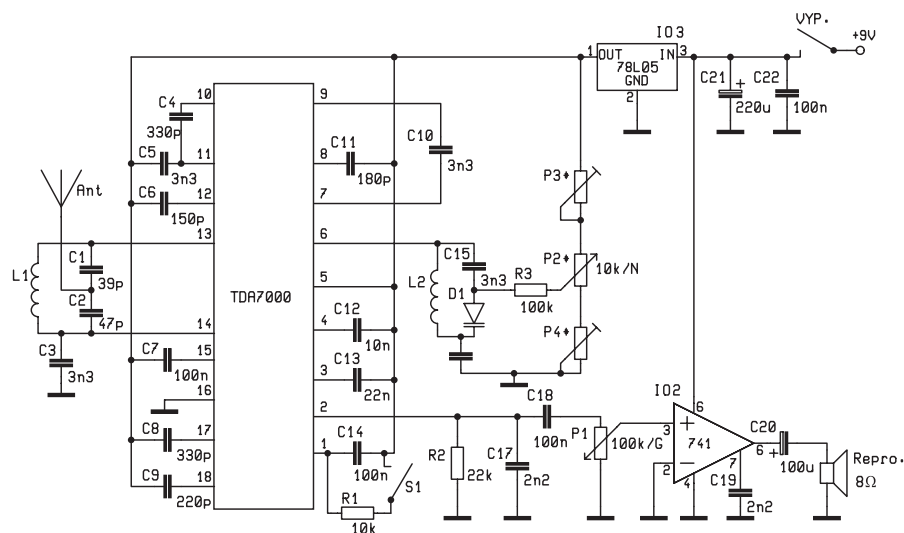 VYP.
+9V
IO3
1 OUT IN 3
78L05
GND
2
C21
+
220u
C22
100n
C4
330p
10
9
C10
3n3
C5
3n3
11
8
C11
180p
Ant
C6
150p
12
7
P3*
13
6
L1
C1
39p
C2
47p
C3
3n3
TDA7000
5
L2
C15
3n3
D1
R3
100k
P2*
10k/N
14
4
C12
10n
P4*
C7
100n
15
3
C13
22n
16
2
C18
100n
IO2
C8
330p
17
1
C14
100n
R2
22k
C17
2n2
P1
100k/G
3
+
741
6
2
-
4
7
6
C20
+
100u
Repro.
8Ω
C9
220p
18
R1
10k
S1
C19
2n2